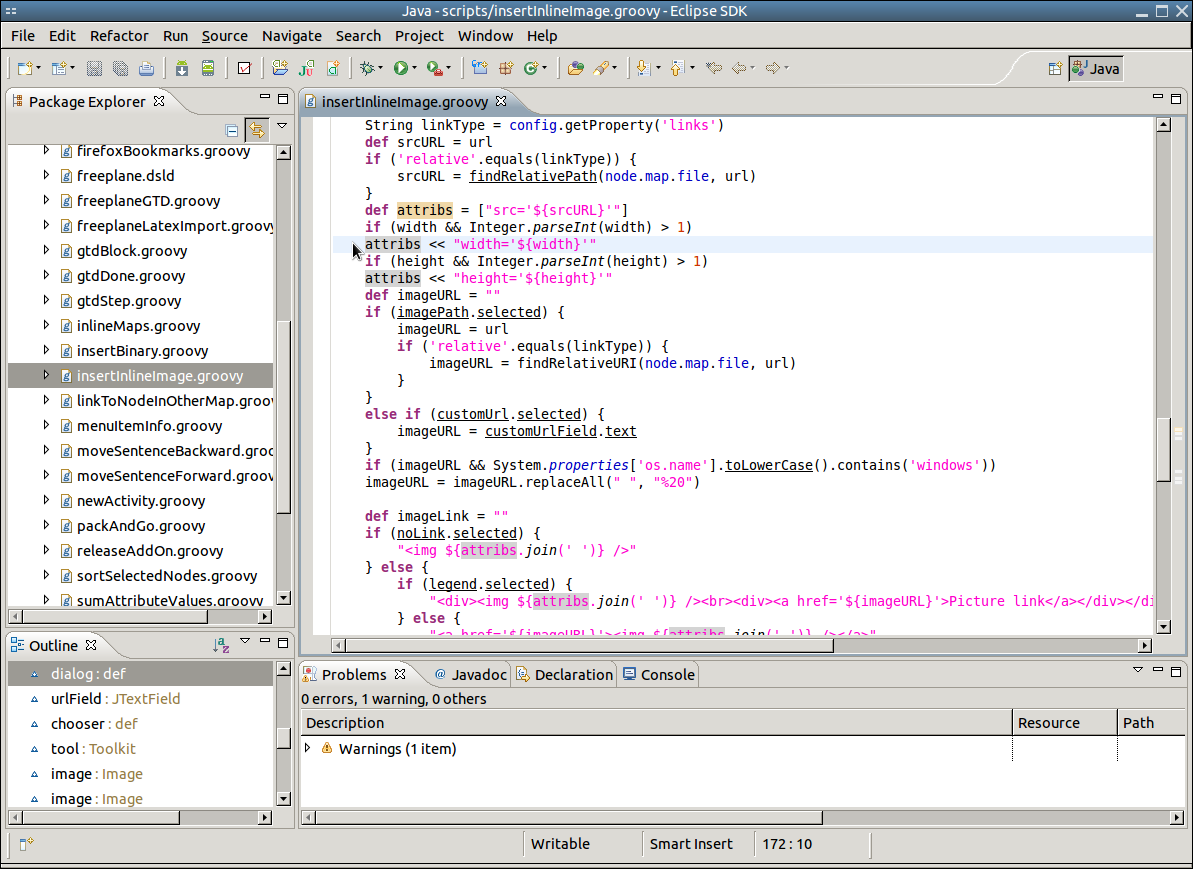 Java - scripts/insertInlineImage.groovy - Eclipse SDK
File Edit Refactor Run Source Navigate Search Project Window Help
Java
Package Explorer
firefoxBookmarks.groovy
freeplane.dsld
freeplaneGTD.groovy
freeplaneLatexImport.groovy
gtdBlock.groovy
gtdDone.groovy
gtdStep.groovy
inlineMaps.groovy
insertBinary.groovy
insertInlineImage.groovy
linkToNodeInOtherMap.groov
menuItemInfo.groovy
moveSentenceBackward.groo
moveSentenceForward.groov
newActivity.groovy
packAndGo.groovy
releaseAddOn.groovy
sortSelectedNodes.groovy
sumAttributeValues.groovy
Outline
dialog : def
urlField : JTextField
chooser : def
tool : Toolkit
image : Image
image : Image
insertInlineImage.groovy
String linkType = config.getProperty('links')
def srcURL = url
if ('relative'.equals(linkType)) {
srcURL = findRelativePath(node.map.file, url)
}
def attribs = ["src='${srcURL}'"]
if (width && Integer.parseInt(width) > 1)
attribs << "width='${width}'"
if (height && Integer.parseInt(height) > 1)
attribs << "height='${height}'"
def imageURL = ""
if (imagePath.selected) {
imageURL = url
if ('relative'.equals(linkType)) {
imageURL = findRelativeURI(node.map.file, url)
}
}
else if (customUrl.selected) {
imageURL = customUrlField.text
}
if (imageURL && System.properties['os.name'].toLowerCase().contains('windows'))
imageURL = imageURL.replaceAll(" ", "%20")
def imageLink = ""
if (noLink.selected) {
"<img ${attribs.join(' ')} />"
} else {
if (legend.selected) {
"<div><img ${attribs.join(' ')} /><br><div><a href='${imageURL}'>Picture link</a></div></di
} else {
"<a href='${imageURL}'><img ${attribs.join(' ')} /></a>"
Problems Javadoc Declaration Console
0 errors, 1 warning, 0 others
Description Resource Path
Warnings (1 item)
Writable Smart Insert 172 : 10